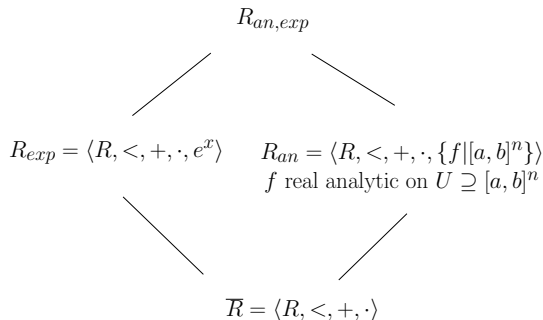 R_{an,exp}
R_{exp} = ⟨R, <, +, ·, e^x⟩
R_{an} = ⟨R, <, +, ·, {f|[a, b]^n}⟩
f real analytic on U ⊇ [a, b]^n
R̅ = ⟨R, <, +, ·⟩